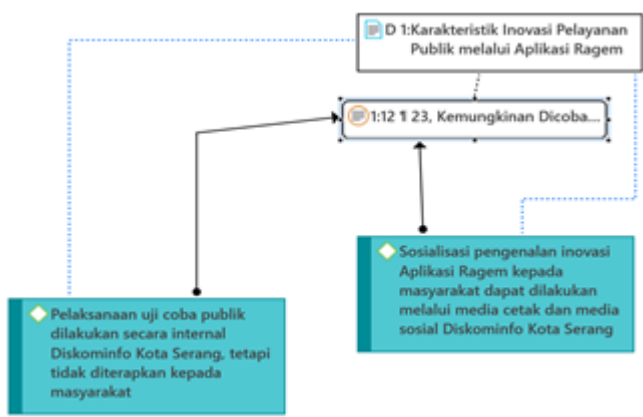 D 1:Karakteristik Inovasi Pelayanan
Publik melalui Aplikasi Ragem
1:12 ¶ 23, Kemungkinan Dicoba...
Sosialisasi pengenalan inovasi
Aplikasi Ragem kepada
masyarakat dapat dilakukan
melalui media cetak dan media
sosial Diskominfo Kota Serang
Pelaksanaan uji coba publik
dilakukan secara internal
Diskominfo Kota Serang, tetapi
tidak diterapkan kepada
masyarakat